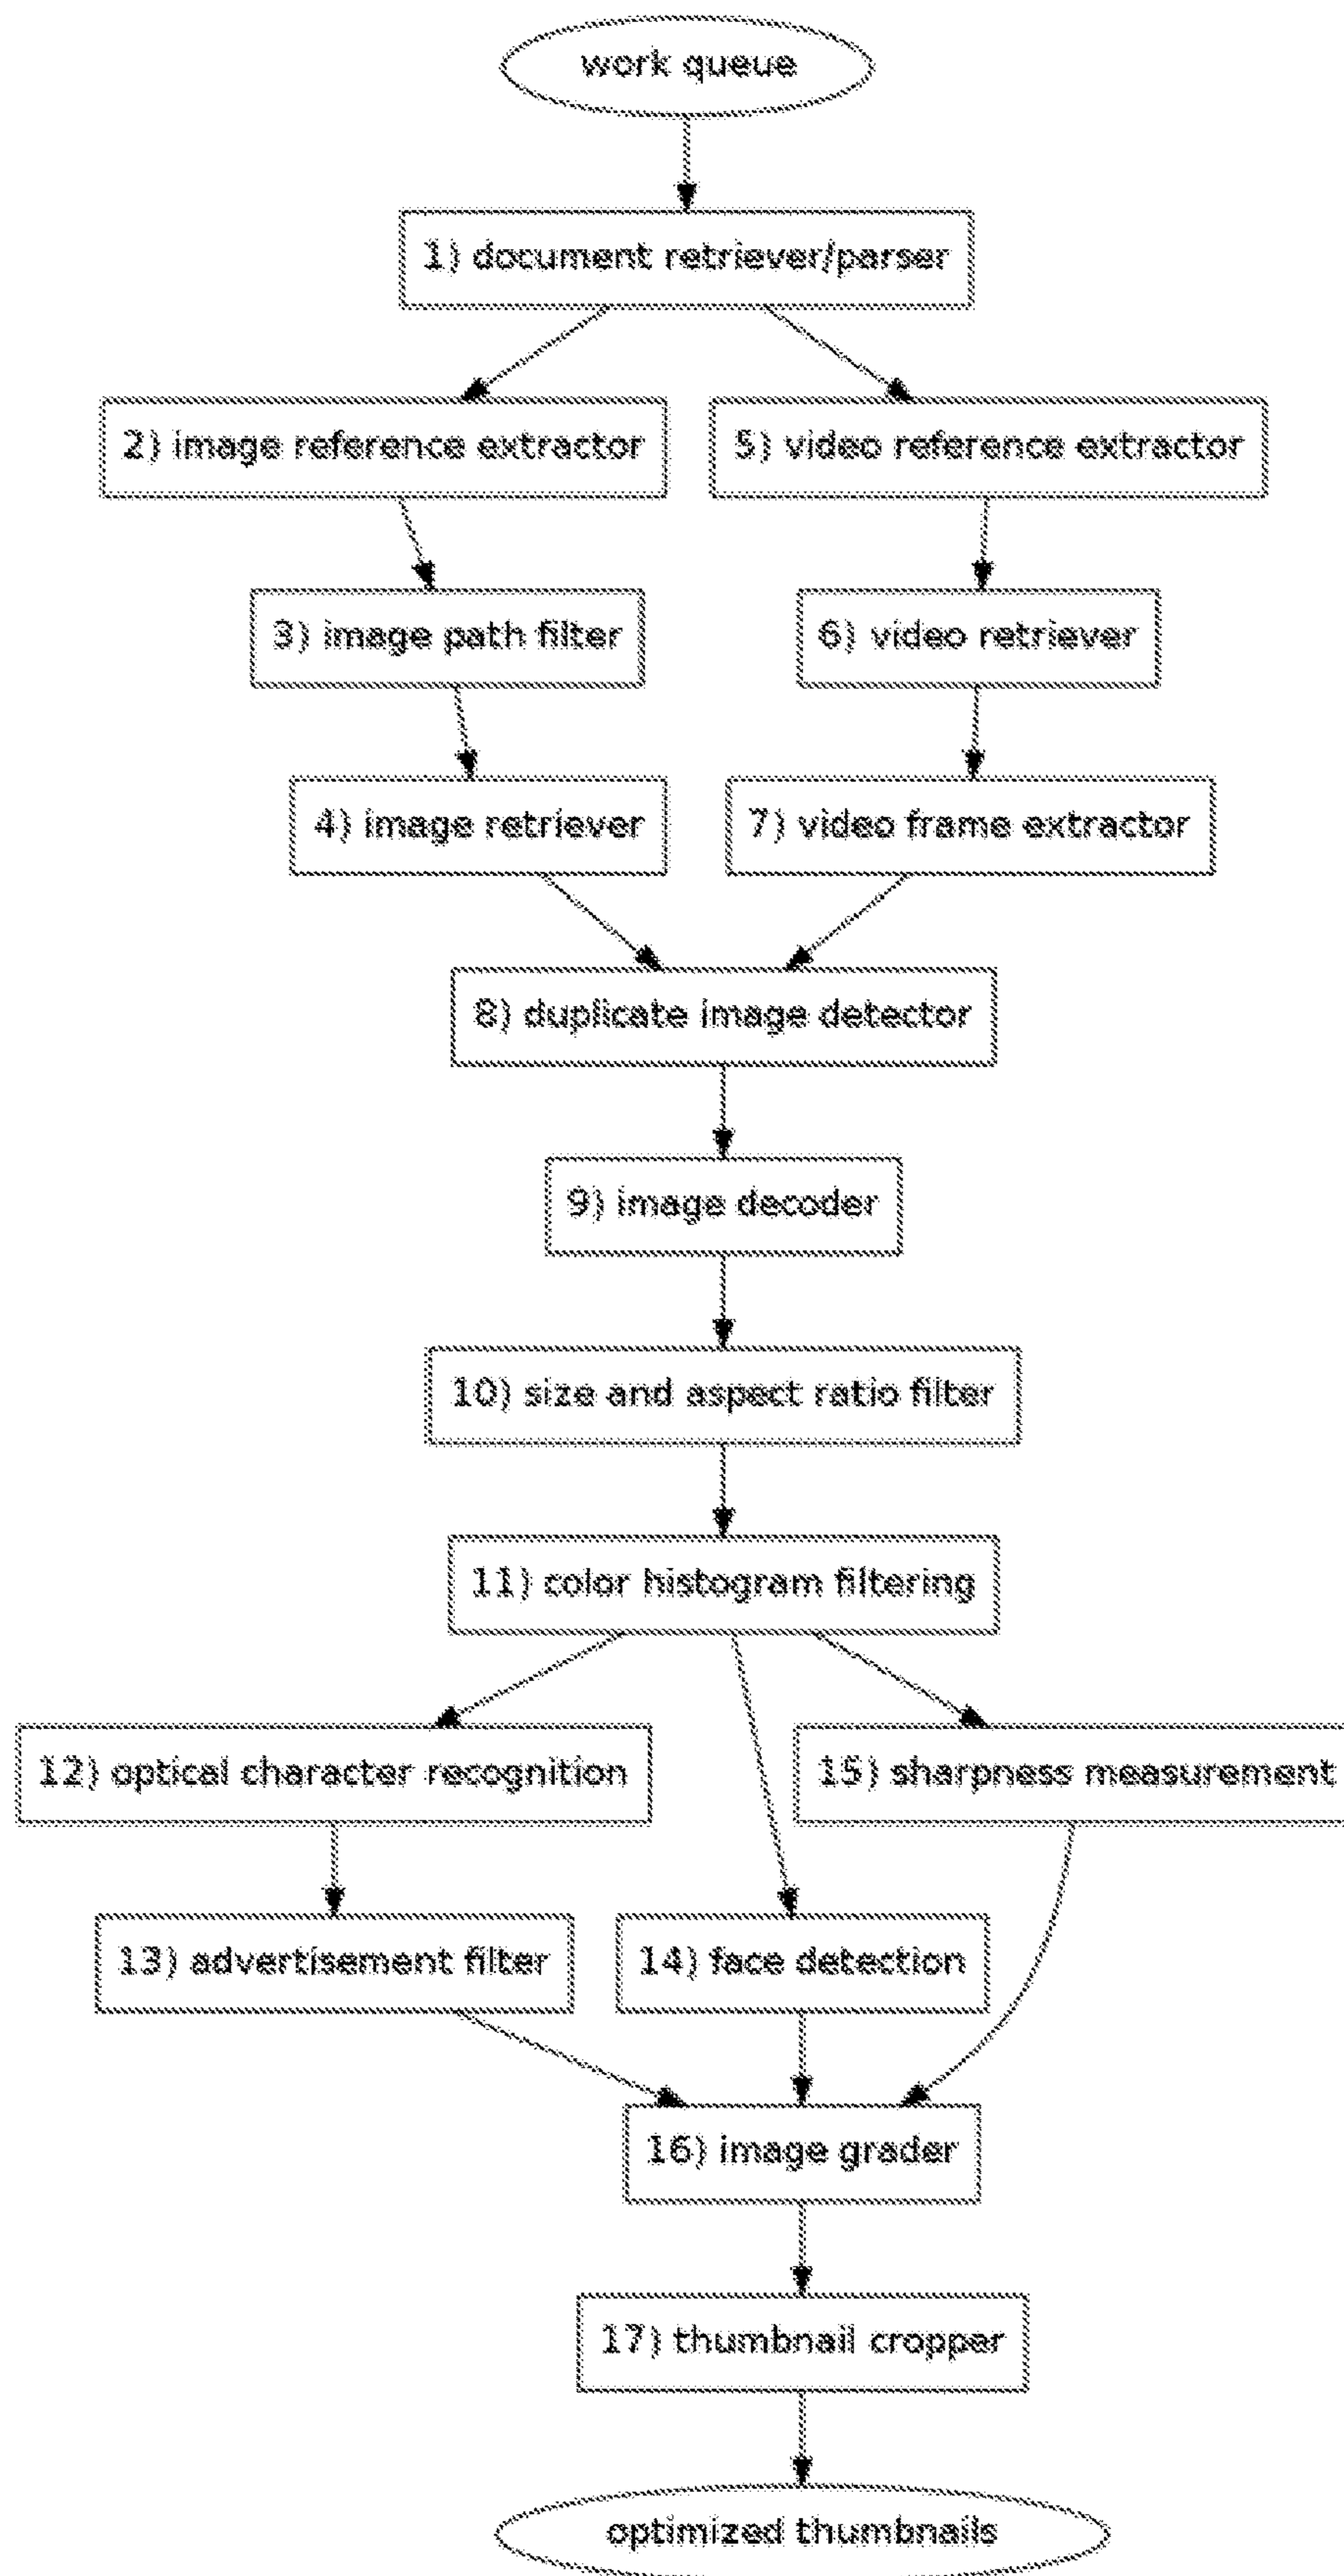 work queue
1) document retriever/parser
2) image reference extractor
5) video reference extractor
3) image path filter
6) video retriever
4) image retriever
7) video frame extractor
8) duplicate image detector
9) image decoder
10) size and aspect ratio filter
11) color histogram filtering
12) optical character recognition
15) sharpness measurement
13) advertisement filter
14) face detection
16) image grader
17) thumbnail cropper
optimized thumbnails